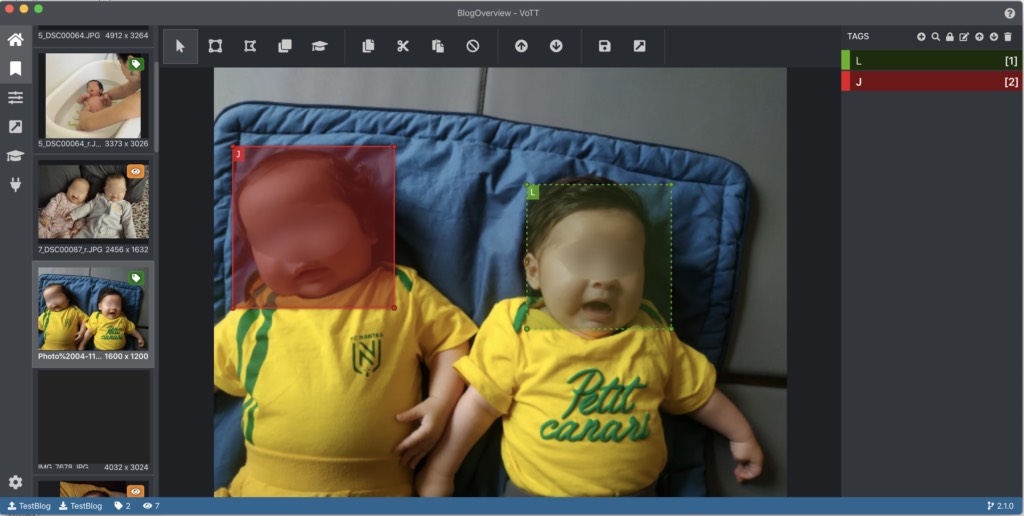 BlogOverview - VoTT
5_DSC00064.JPG 4912 x 3264
TAGS
L [1]
J [2]
5_DSC00064_r.J... 3373 x 3026
7_DSC00087_r.JPG 2456 x 1632
Photo%2004-11... 1600 x 1200
IMG_7678.JPG 4032 x 3024
J
L
FC NANTES
N
Petit
canari
TestBlog TestBlog 2 7 2.1.0